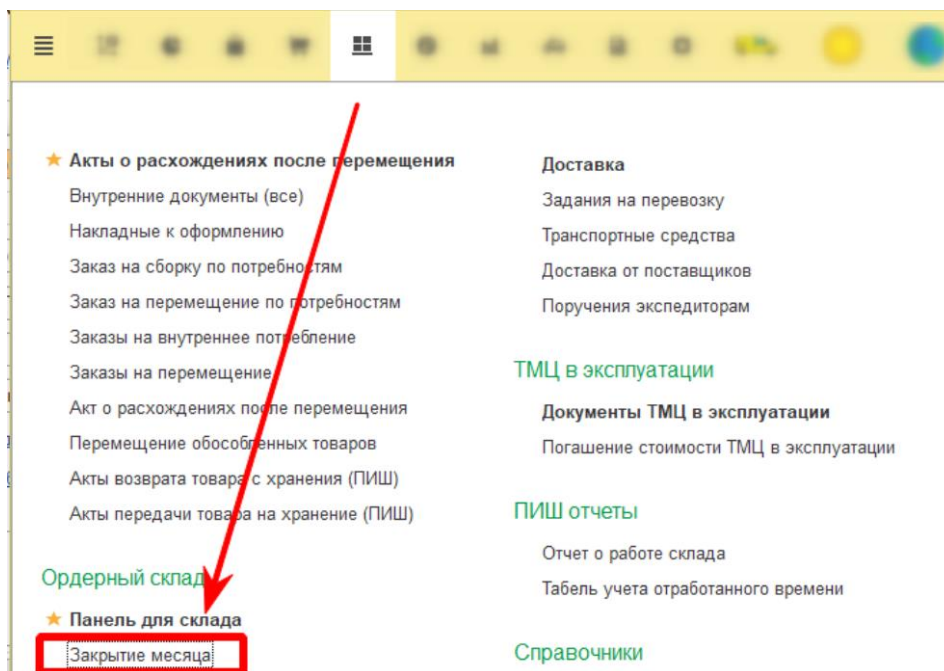 Акты о расхождениях после перемещения
Внутренние документы (все)
Накладные к оформлению
Заказ на сборку по потребностям
Заказ на перемещение по потребностям
Заказы на внутреннее потребление
Заказы на перемещение
Акт о расхождениях после перемещения
Перемещение обособленных товаров
Акты возврата товара с хранения (ПИШ)
Акты передачи товара на хранение (ПИШ)
Ордерный склад
Панель для склада
Закрытие месяца
Доставка
Задания на перевозку
Транспортные средства
Доставка от поставщиков
Поручения экспедиторам
ТМЦ в эксплуатации
Документы ТМЦ в эксплуатации
Погашение стоимости ТМЦ в эксплуатации
ПИШ отчеты
Отчет о работе склада
Табель учета отработанного времени
Справочники